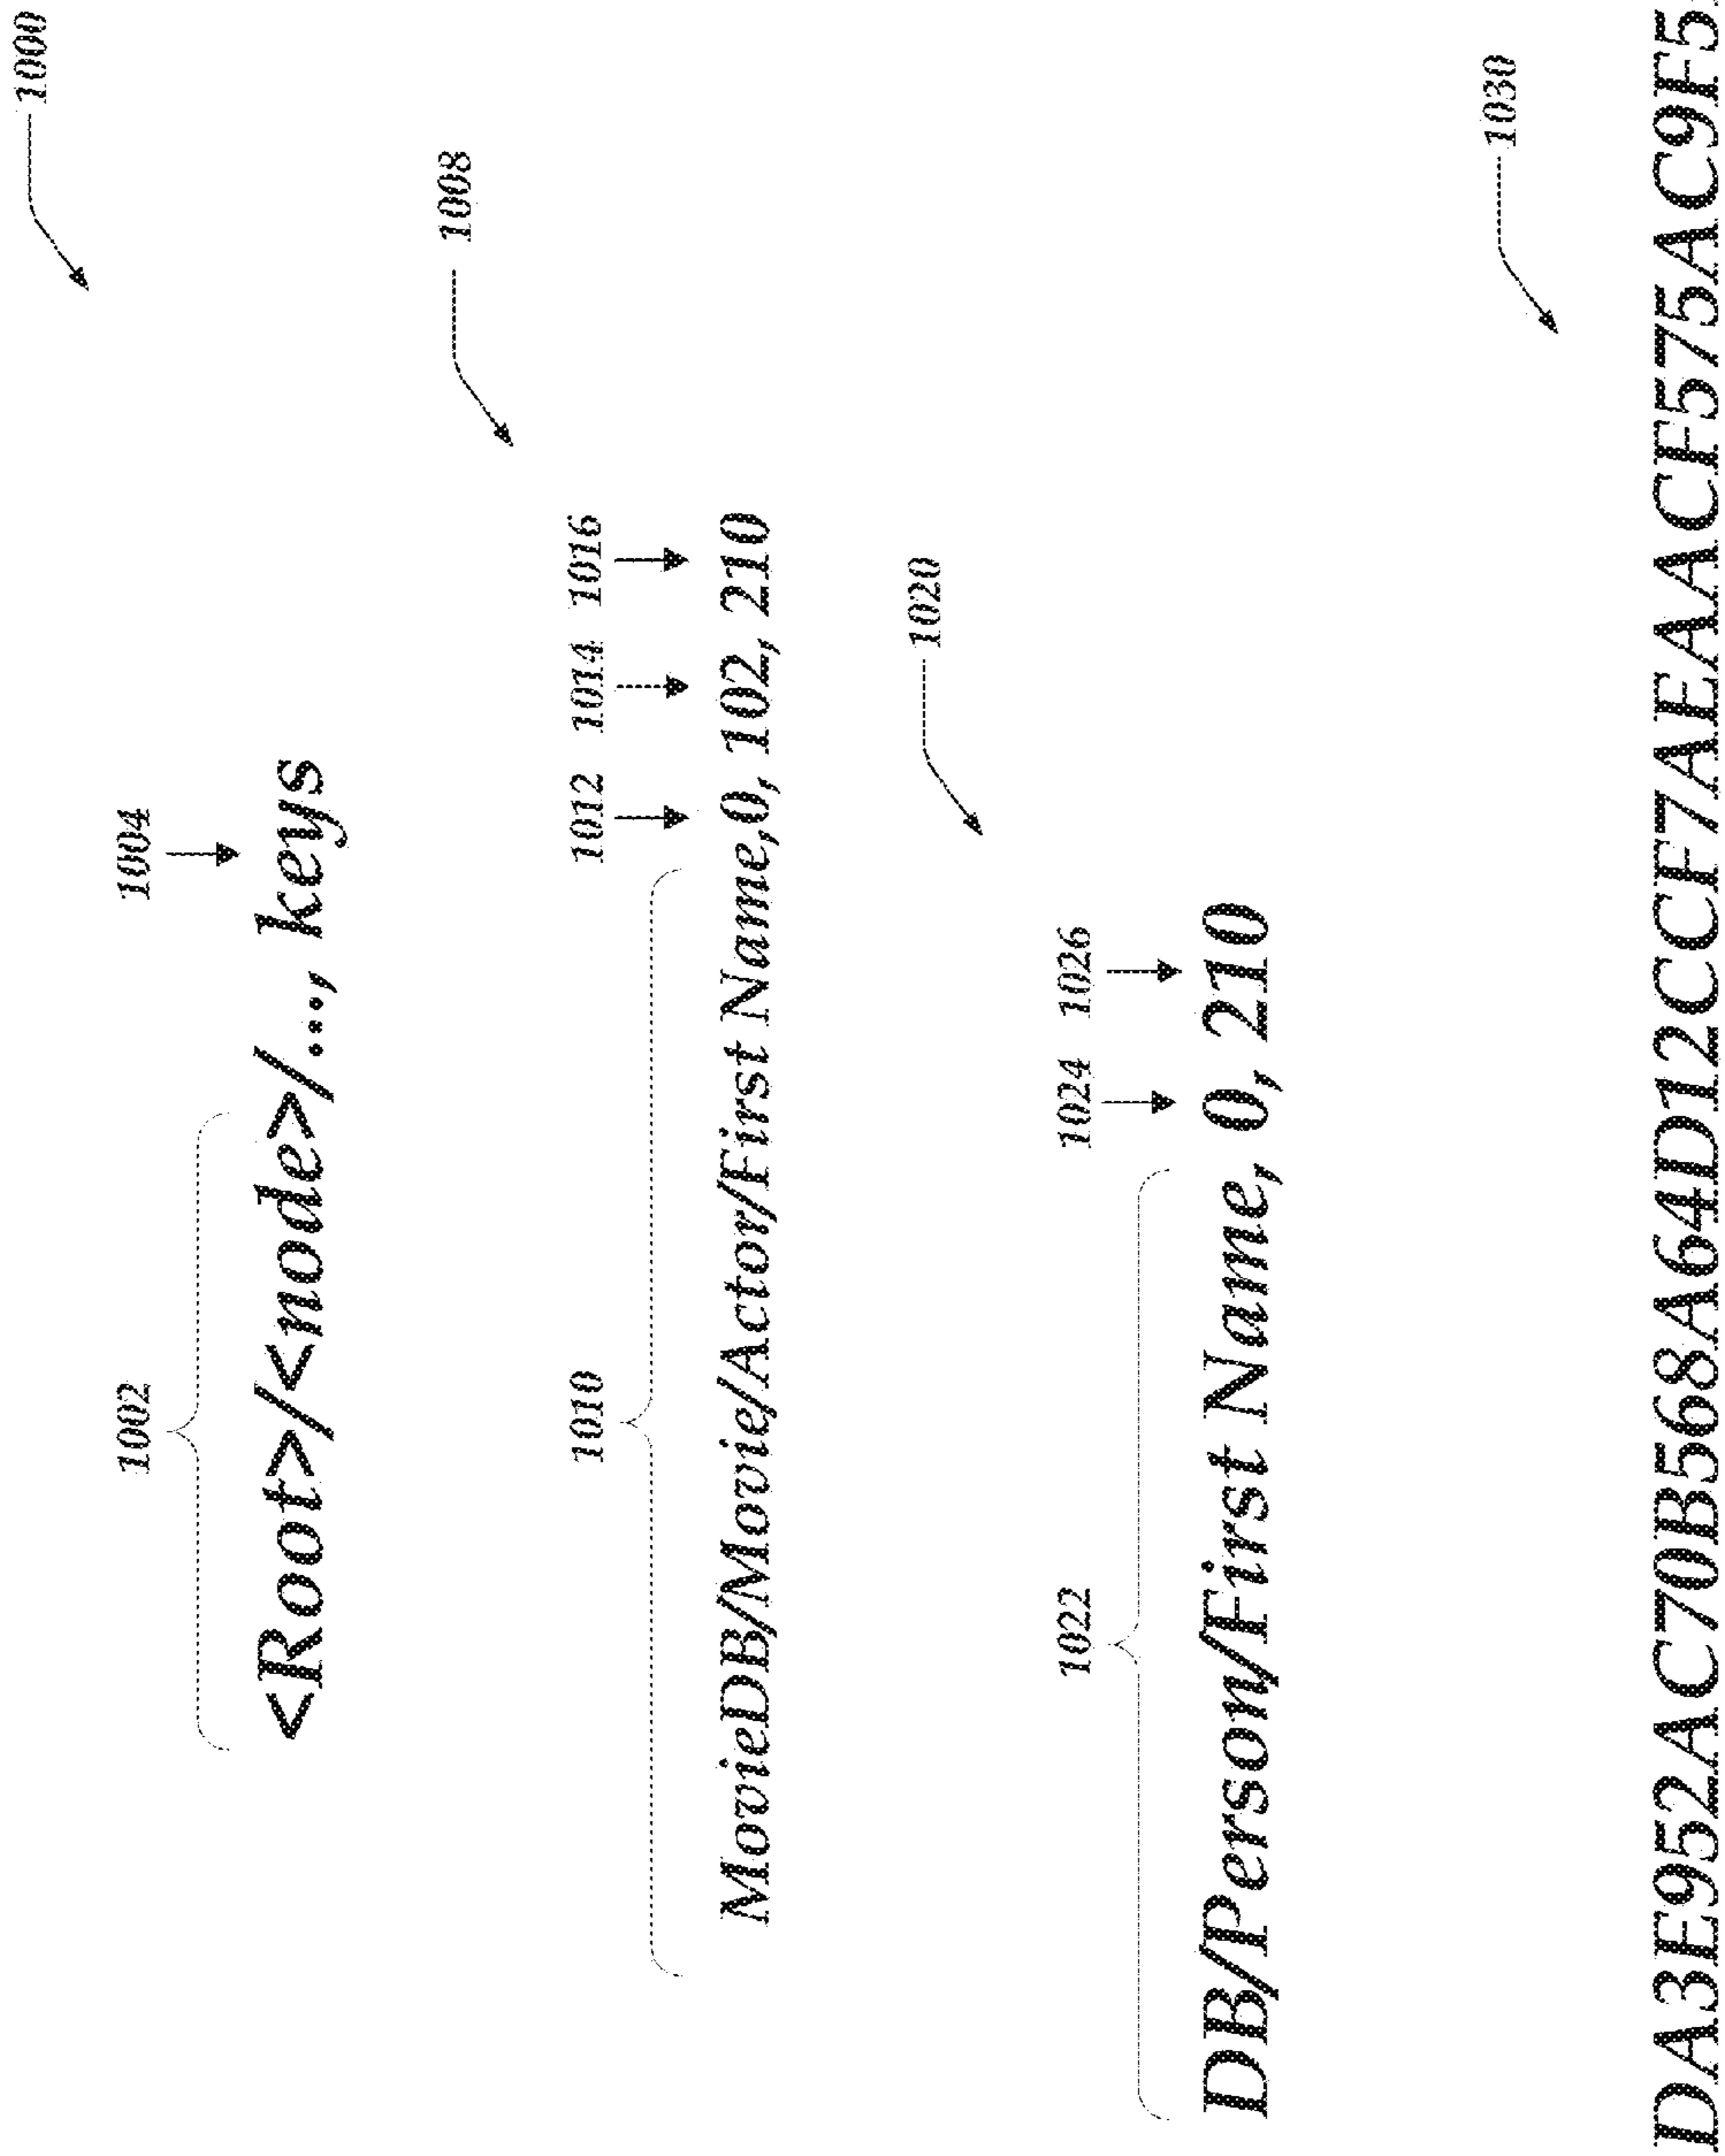 1000
1002 1004
<Root>/<node>/..., keys
1008
1010 1012 1014 1016
MovieDB/Movie/Actor/First Name,0, 102, 210
1020
1022 1024 1026
DB/Person/First Name, 0, 210
1030
DA3E952AC70B568A64D12CCF7AEAACF575AC9F5